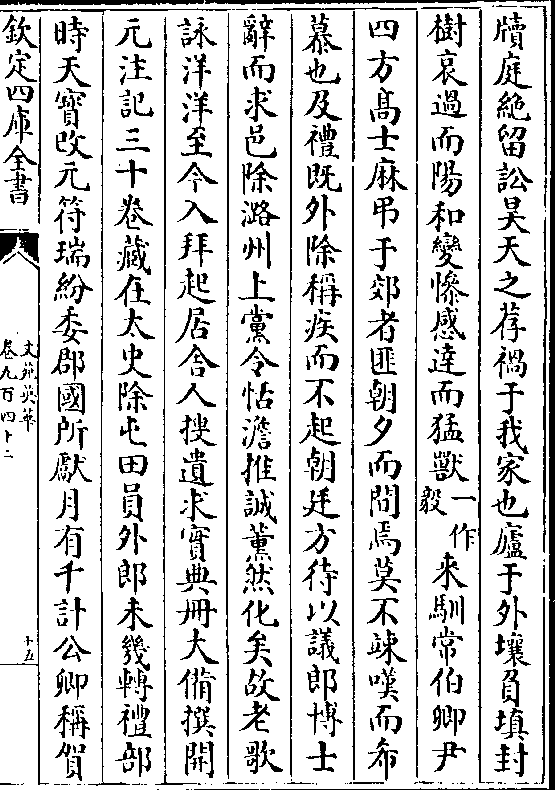 牘庭絶留訟昊天之荐禍于我家也廬于外壤負填封
樹哀過而陽和變慘感達而猛獸一作毅來馴常伯卿尹
四方髙士麻弔于郊者匪朝夕而問焉莫不竦嘆而希
慕也及禮既外除稱疾而不起朝廷方待以議郎博士
辭而求邑除潞州上黨令怗澹推誠薫然化矣故老歌
詠洋洋至今入拜起居舎人搜遺求實典冊大備撰開
元注記三十卷藏在太史除屯田員外郎未幾轉禮部
時天寳改元符瑞紛委郡國所獻月有千計公卿稱賀
欽定四庫全書
文苑英華
卷九百四十二
十五